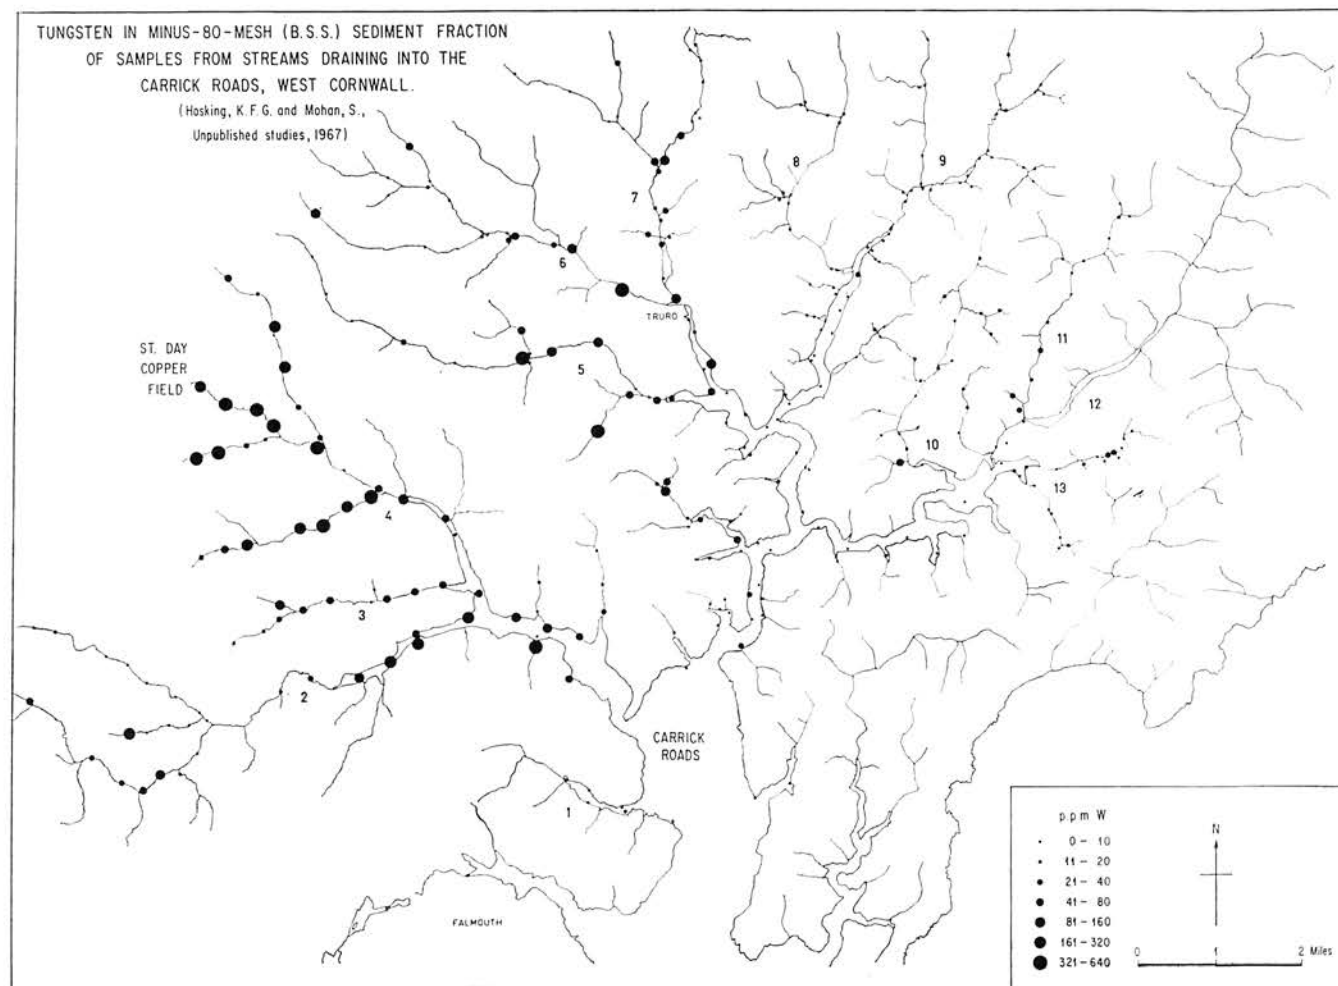 TUNGSTEN IN MINUS-80-MESH (B.S.S.) SEDIMENT FRACTION
OF SAMPLES FROM STREAMS DRAINING INTO THE
CARRICK ROADS, WEST CORNWALL.
(Hosking, K.F.G. and Mohan, S.,
Unpublished studies, 1967)
8
9
7
6
TRURO
ST. DAY
COPPER
FIELD
5
11
12
10
13
4
3
2
CARRICK
ROADS
1
FALMOUTH
p.p m W
0 – 10
11 – 20
21 – 40
41 – 80
81 – 160
161 – 320
321 – 640
N
0 1 2 Miles